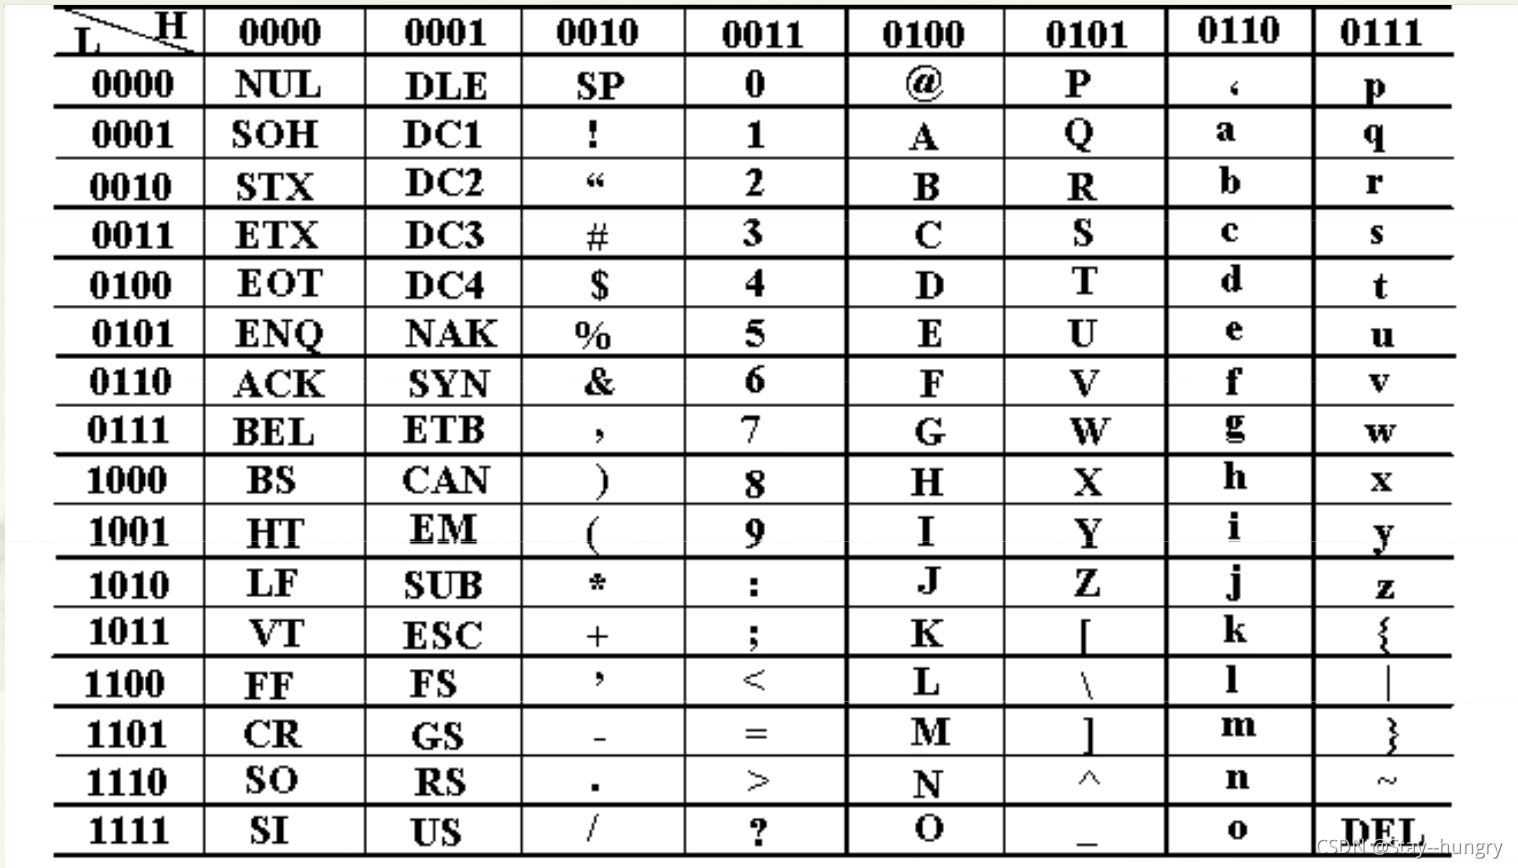 L H 0000 0001 0010 0011 0100 0101 0110 0111
0000 NUL DLE SP 0 @ P ‘ p
0001 SOH DC1 ! 1 A Q a q
0010 STX DC2 “ 2 B R b r
0011 ETX DC3 # 3 C S c s
0100 EOT DC4 $ 4 D T d t
0101 ENQ NAK % 5 E U e u
0110 ACK SYN & 6 F V f v
0111 BEL ETB ’ 7 G W g w
1000 BS CAN ) 8 H X h x
1001 HT EM ( 9 I Y i y
1010 LF SUB * : J Z j z
1011 VT ESC + ; K [ k {
1100 FF FS ’ < L \ l |
1101 CR GS - = M ] m }
1110 SO RS . > N ^ n ~
1111 SI US / ? O _ o DEL
CSDN @Stay--hungry